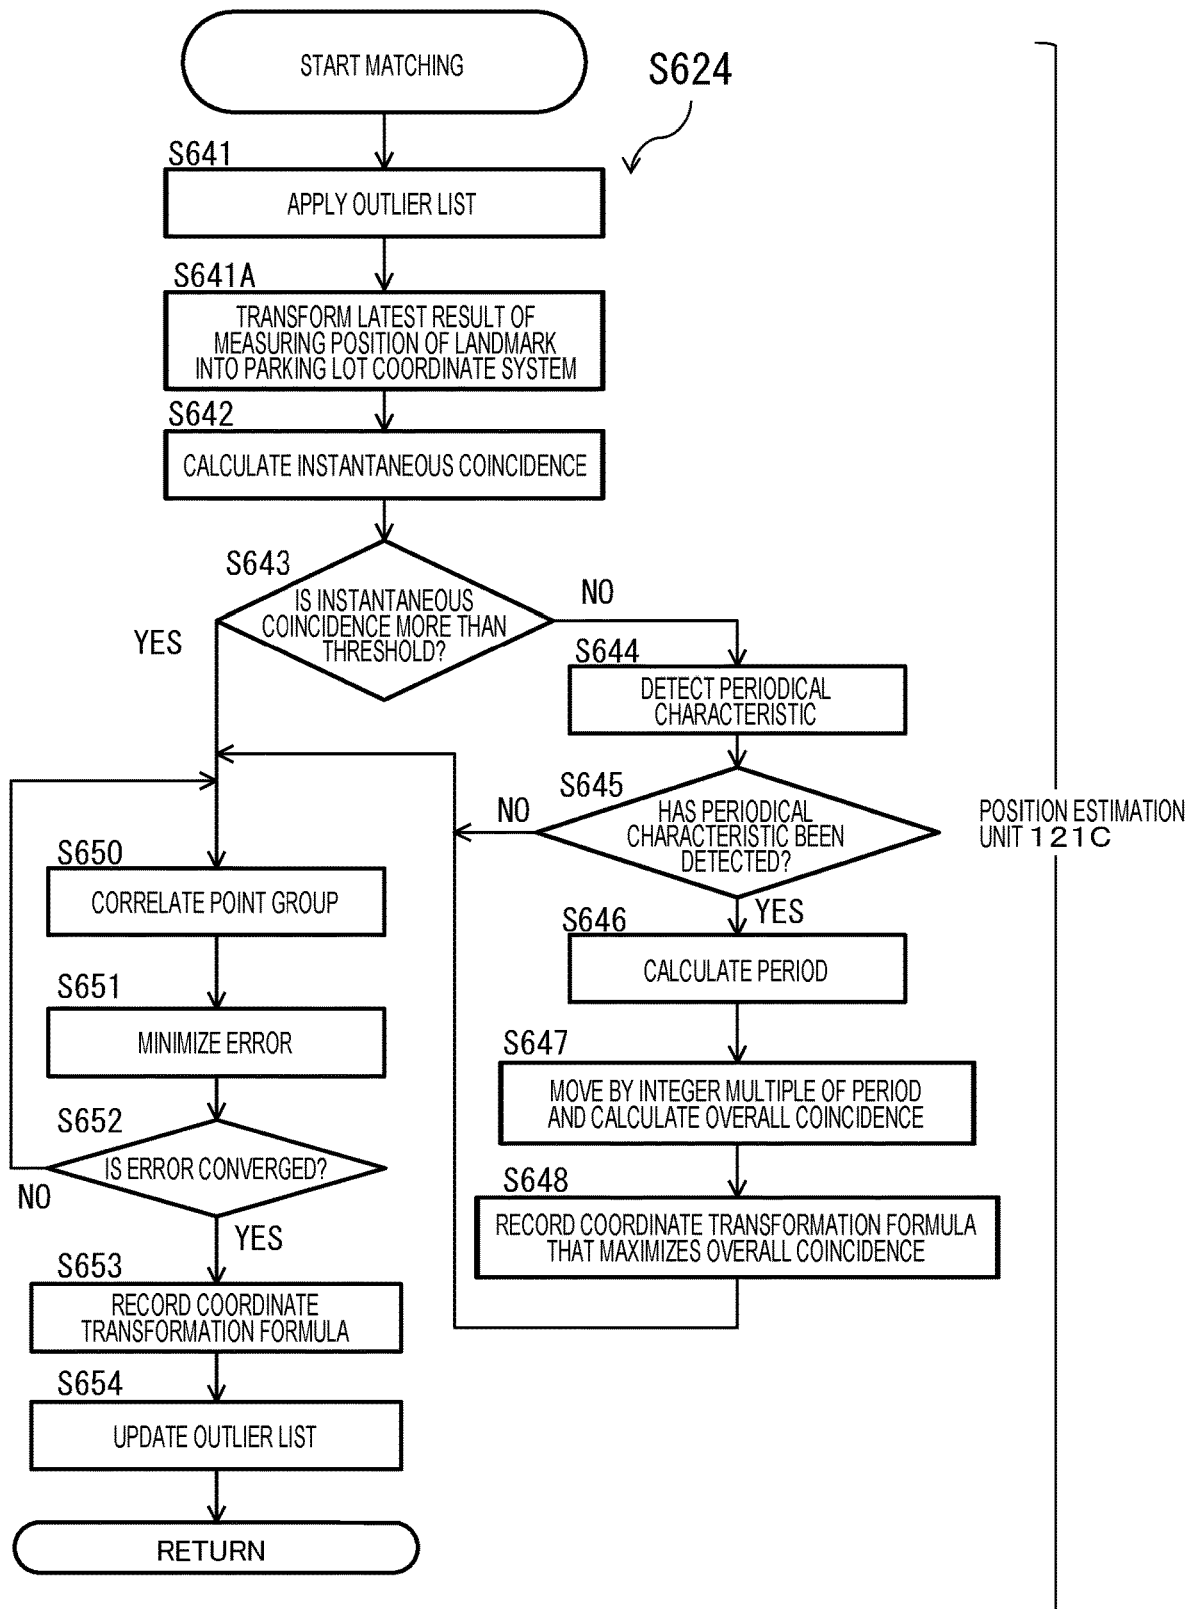 START MATCHING
S624
S641
APPLY OUTLIER LIST
S641A
TRANSFORM LATEST RESULT OF
MEASURING POSITION OF LANDMARK
INTO PARKING LOT COORDINATE SYSTEM
S642
CALCULATE INSTANTANEOUS COINCIDENCE
S643
IS INSTANTANEOUS
COINCIDENCE MORE THAN
THRESHOLD?
NO
YES
S644
DETECT PERIODICAL
CHARACTERISTIC
S645
HAS PERIODICAL
CHARACTERISTIC BEEN
DETECTED?
NO
YES
POSITION ESTIMATION
UNIT 121C
S646
CALCULATE PERIOD
S647
MOVE BY INTEGER MULTIPLE OF PERIOD
AND CALCULATE OVERALL COINCIDENCE
S648
RECORD COORDINATE TRANSFORMATION FORMULA
THAT MAXIMIZES OVERALL COINCIDENCE
S650
CORRELATE POINT GROUP
S651
MINIMIZE ERROR
S652
IS ERROR CONVERGED?
NO
YES
S653
RECORD COORDINATE
TRANSFORMATION FORMULA
S654
UPDATE OUTLIER LIST
RETURN